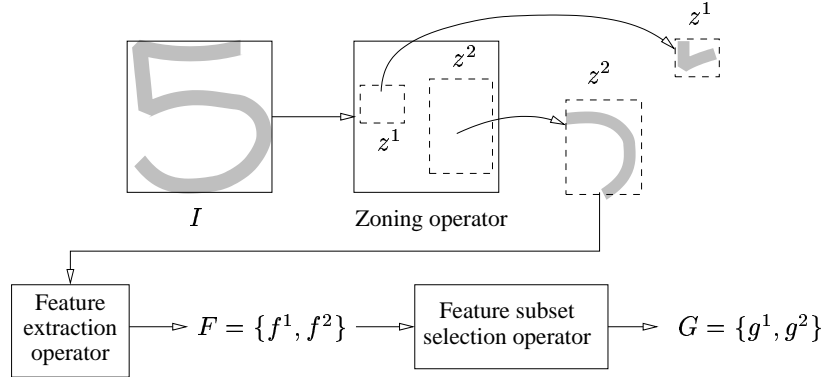 z¹
z²
z²
z¹
I
Zoning operator
Feature
extraction
operator
F = {f¹, f²}
Feature subset
selection operator
G = {g¹, g²}